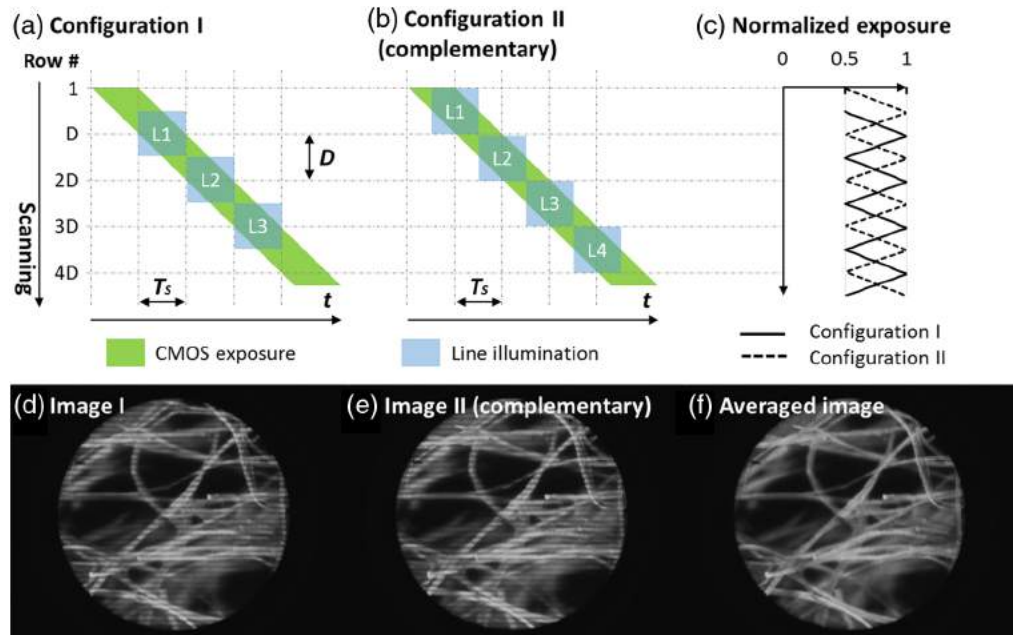 (a) Configuration I
Row #
1
D
2D
3D
4D
Scanning
L1
L2
L3
D
Ts
t
CMOS exposure
(b) Configuration II
(complementary)
L1
L2
L3
L4
Ts
t
Line illumination
(c) Normalized exposure
0 0.5 1
Configuration I
Configuration II
(d) Image I
(e) Image II (complementary)
(f) Averaged image